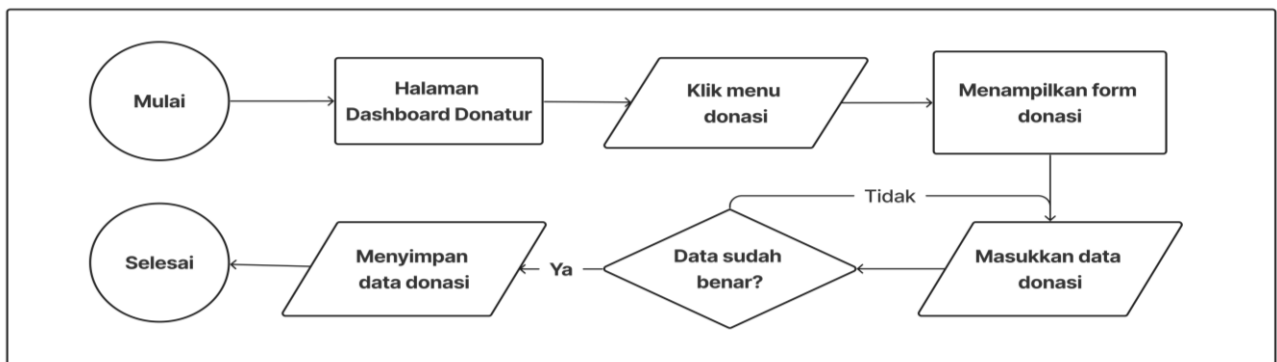 Mulai
Halaman
Dashboard Donatur
Klik menu
donasi
Menampilkan form
donasi
Tidak
Masukkan data
donasi
Data sudah
benar?
Ya
Menyimpan
data donasi
Selesai